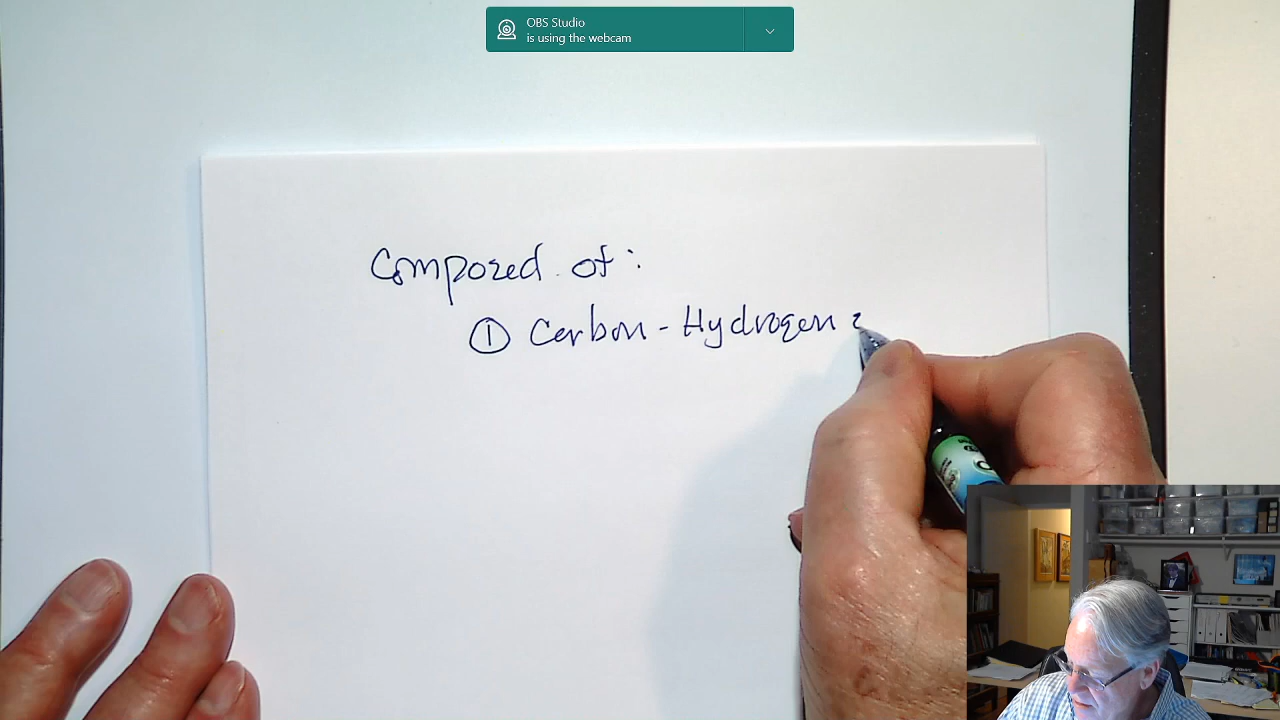 OBS Studio
is using the webcam
Composed of:
① Carbon - Hydrogen